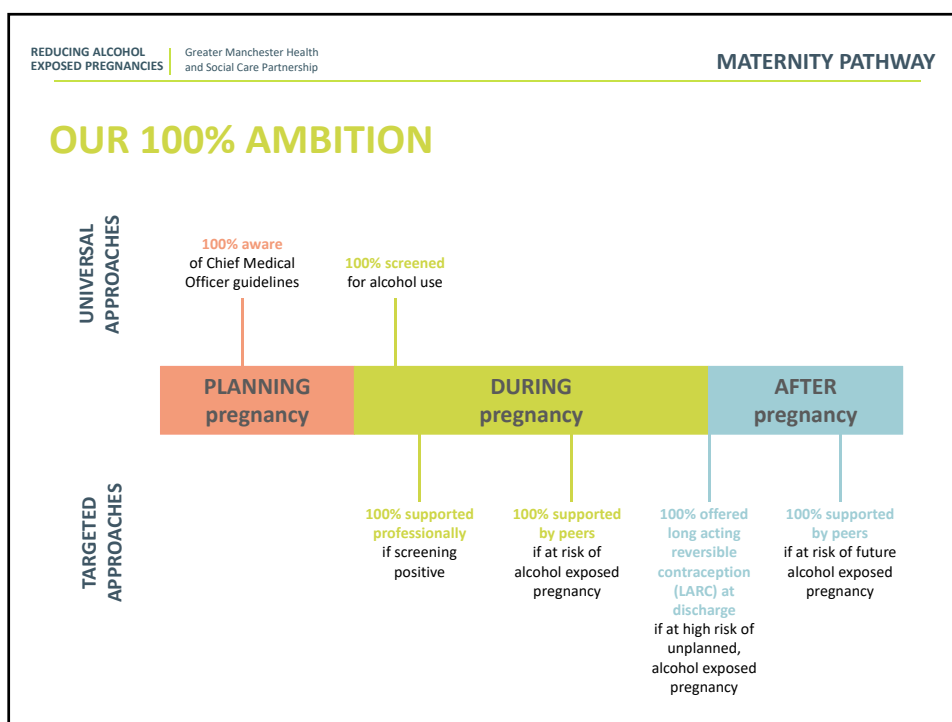 REDUCING ALCOHOL
EXPOSED PREGNANCIES
Greater Manchester Health
and Social Care Partnership
MATERNITY PATHWAY
OUR 100% AMBITION
UNIVERSAL
APPROACHES
100% aware
of Chief Medical
Officer guidelines
100% screened
for alcohol use
PLANNING
pregnancy
DURING
pregnancy
AFTER
pregnancy
TARGETED
APPROACHES
100% supported
professionally
if screening
positive
100% supported
by peers
if at risk of
alcohol exposed
pregnancy
100% offered
long acting
reversible
contraception
(LARC) at
discharge
if at high risk of
unplanned,
alcohol exposed
pregnancy
100% supported
by peers
if at risk of future
alcohol exposed
pregnancy